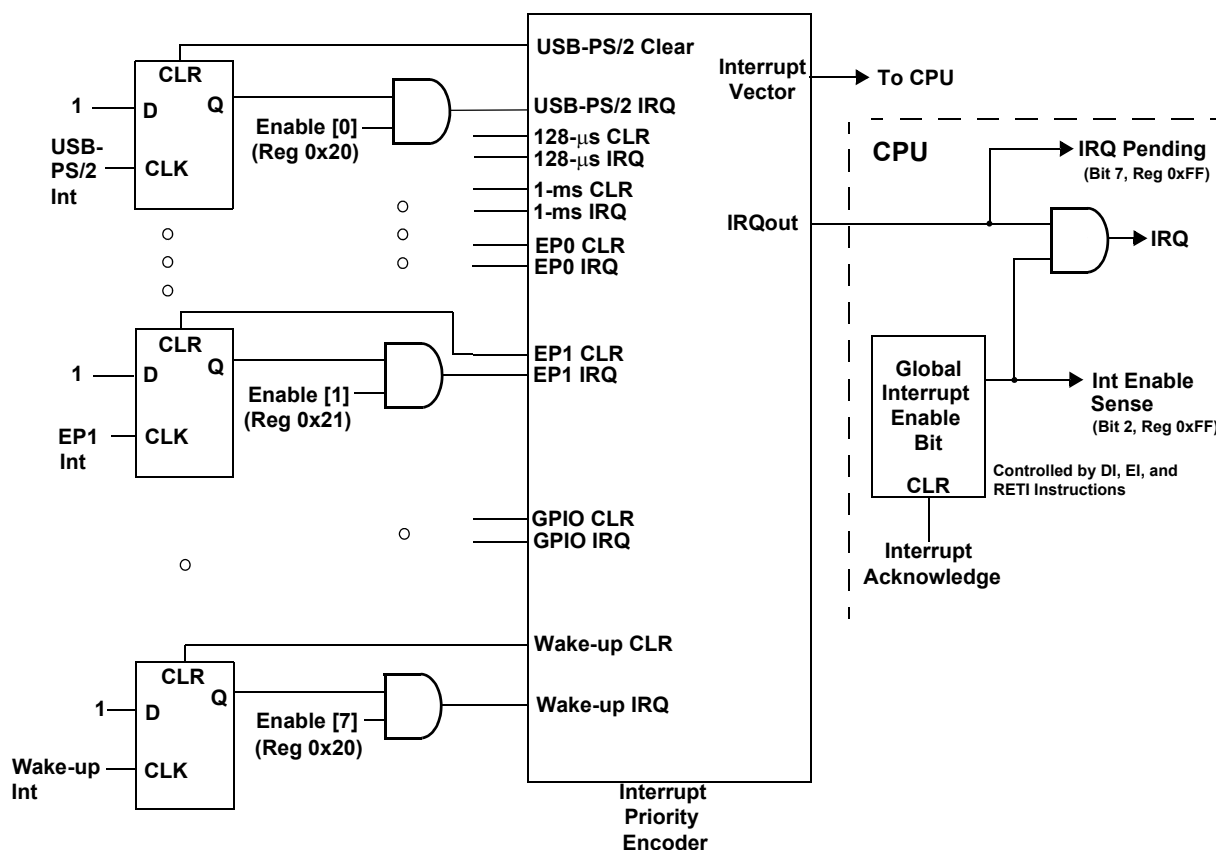 CLR
D
Q
CLK
1
USB-
PS/2
Int
Enable [0]
(Reg 0x20)
USB-PS/2 Clear
USB-PS/2 IRQ
128-μs CLR
128-μs IRQ
1-ms CLR
1-ms IRQ
EP0 CLR
EP0 IRQ
CLR
D
Q
CLK
1
EP1
Int
Enable [1]
(Reg 0x21)
EP1 CLR
EP1 IRQ
GPIO CLR
GPIO IRQ
CLR
D
Q
CLK
1
Wake-up
Int
Enable [7]
(Reg 0x20)
Wake-up CLR
Wake-up IRQ
Interrupt
Priority
Encoder
Interrupt
Vector
To CPU
IRQout
CPU
IRQ Pending
(Bit 7, Reg 0xFF)
IRQ
Global
Interrupt
Enable
Bit
CLR
Int Enable
Sense
(Bit 2, Reg 0xFF)
Controlled by DI, EI, and
RETI Instructions
Interrupt
Acknowledge